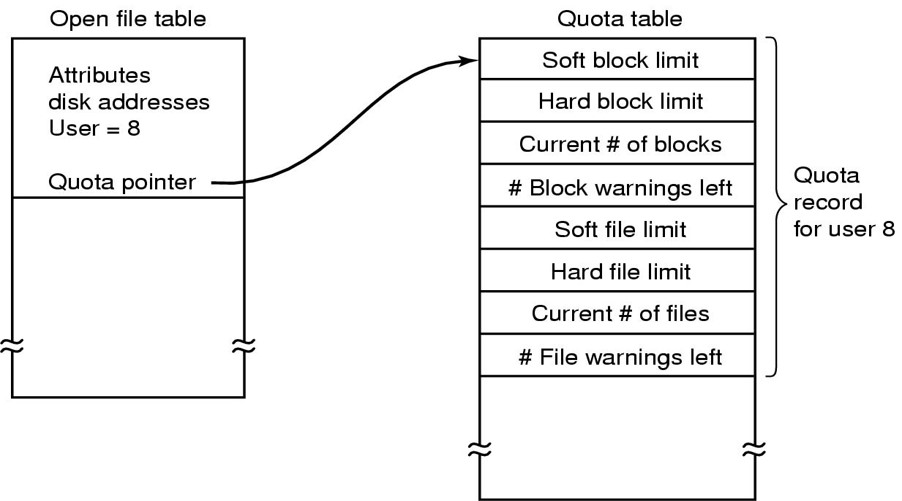 Open file table
Attributes
disk addresses
User = 8
Quota pointer
Quota table
Soft block limit
Hard block limit
Current # of blocks
# Block warnings left
Soft file limit
Hard file limit
Current # of files
# File warnings left
Quota
record
for user 8